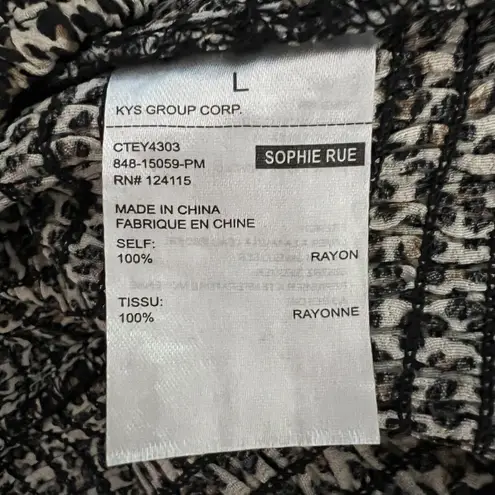 L
KYS GROUP CORP.
CTEY4303
848-15059-PM
RN# 124115
SOPHIE RUE
MADE IN CHINA
FABRIQUE EN CHINE
SELF:
100% RAYON
TISSU:
100% RAYONNE